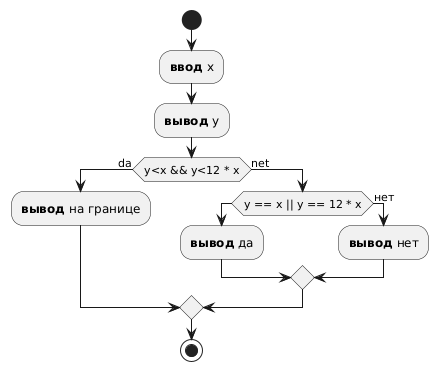 ввод x
вывод y
da
y<x && y<12 * x
net
вывод на границе
y == x || y == 12 * x
нет
вывод да
вывод нет